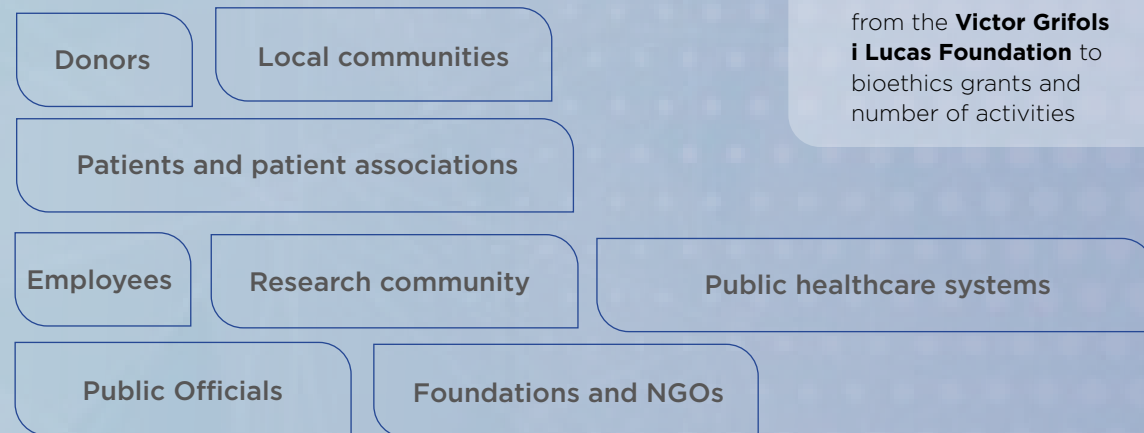 Donors
Local communities
from the Victor Grifols
i Lucas Foundation to
bioethics grants and
number of activities
Patients and patient associations
Employees
Research community
Public healthcare systems
Public Officials
Foundations and NGOs